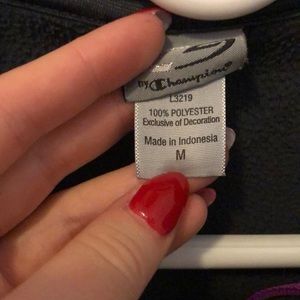 by Champion®
L3219
100% POLYESTER
Exclusive of Decoration
Made in Indonesia
M